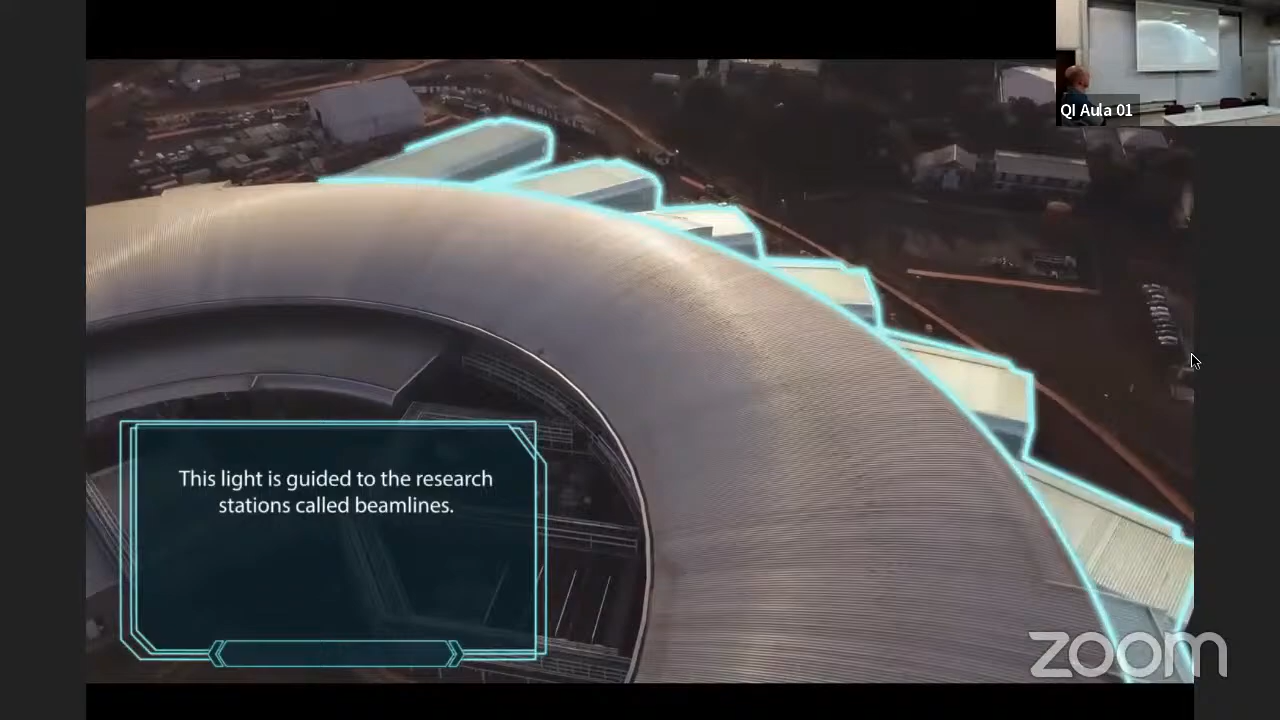 QI Aula 01
This light is guided to the research
stations called beamlines.
zoom